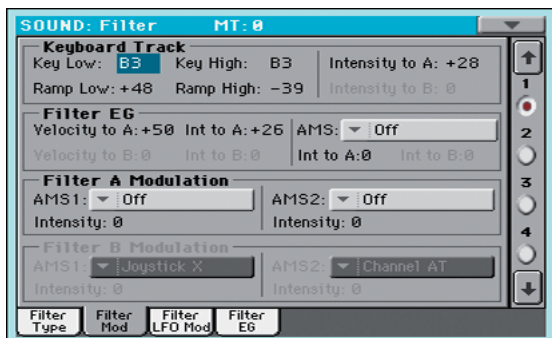 SOUND: Filter MT: 0
Keyboard Track
Key Low: B3 Key High: B3 Intensity to A: +28
Ramp Low: +48 Ramp High: -39 Intensity to B: 0
Filter EG
Velocity to A: +50 Int to A: +26 AMS: Off
Velocity to B: 0 Int to B: 0 Int to A: 0 Int to B: 0
Filter A Modulation
AMS1: Off AMS2: Off
Intensity: 0 Intensity: 0
Filter B Modulation
AMS1: Joystick X AMS2: Channel AT
Intensity: 0 Intensity: 0
1
2
3
4
Filter Type Filter Mod Filter LFO Mod Filter EG